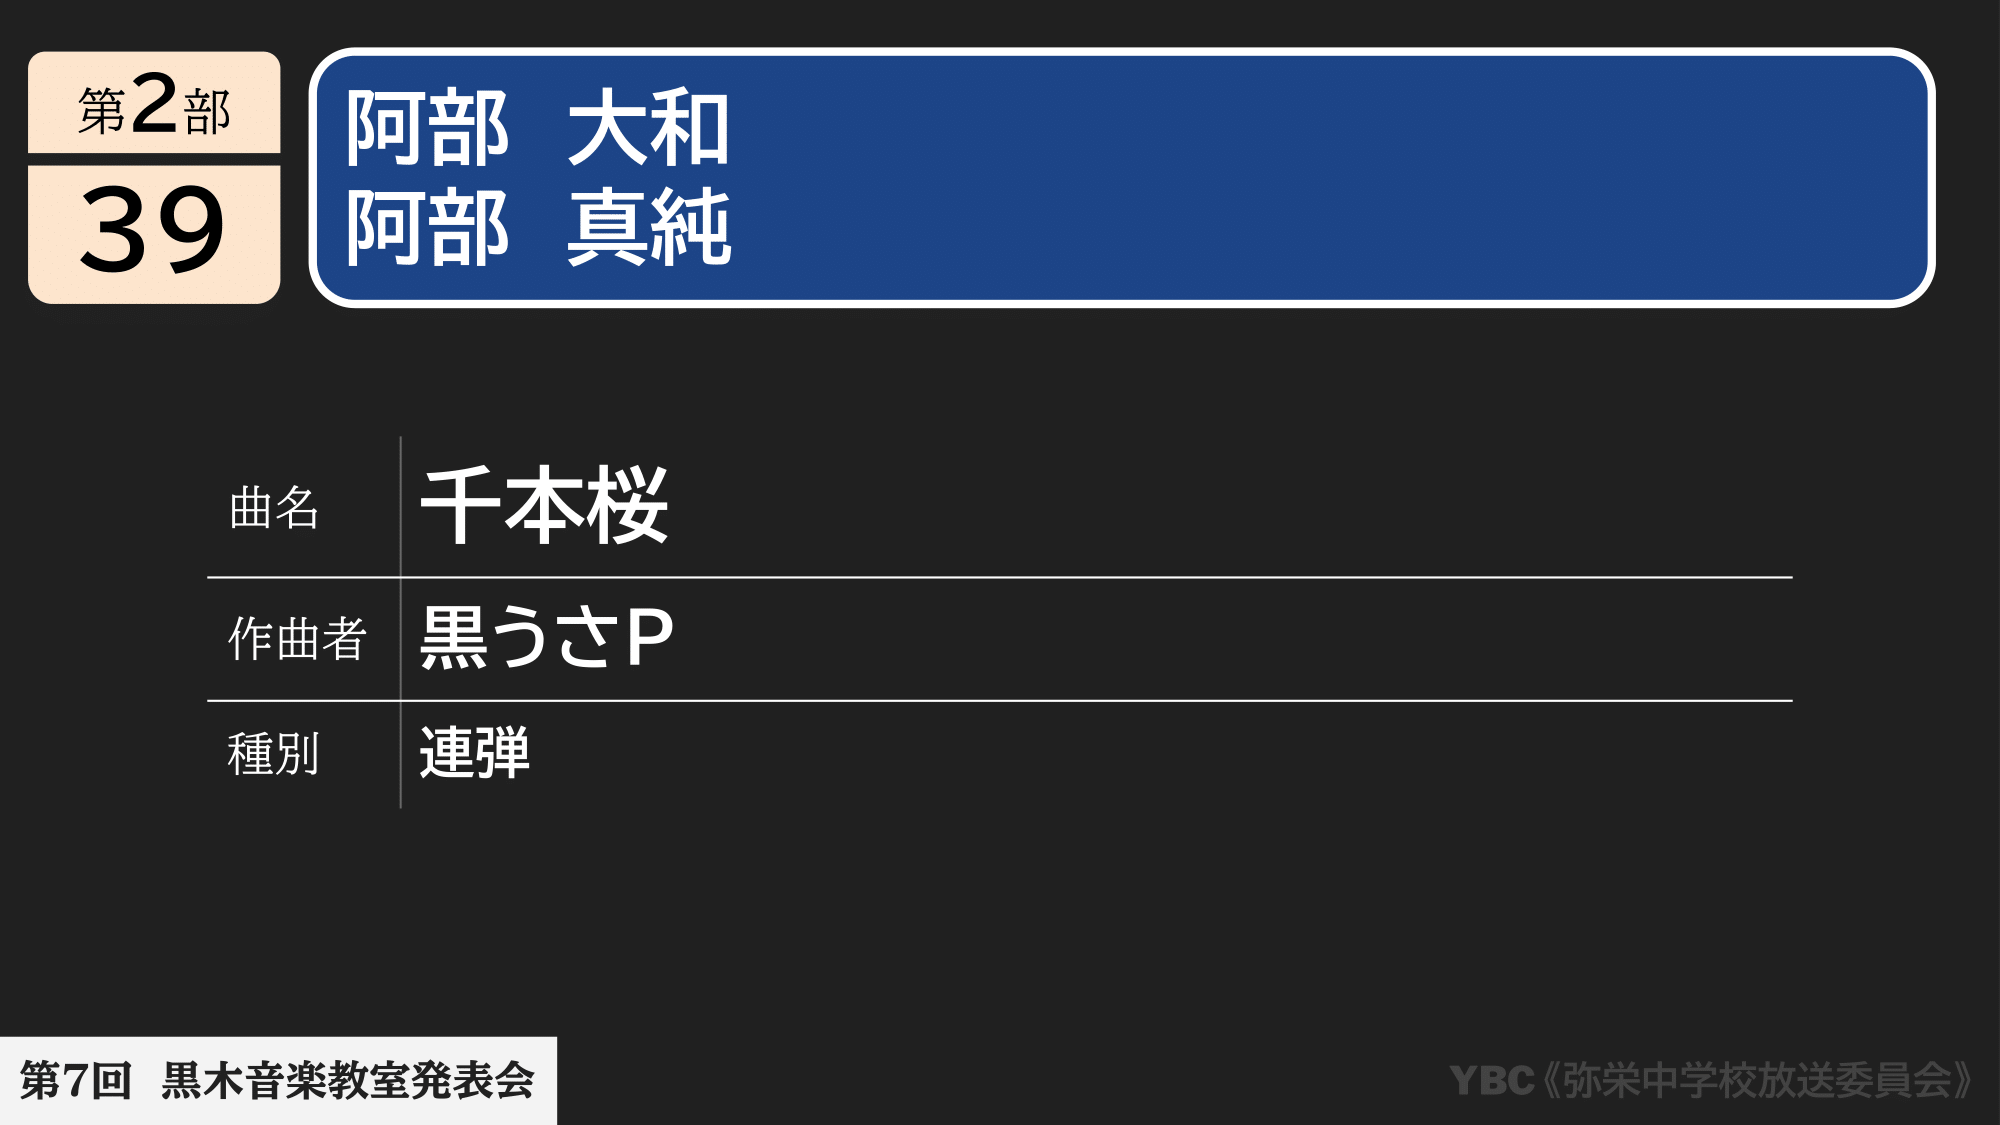 第2部
39
阿部 大和
阿部 真純
曲名 千本桜
作曲者 黒うさP
種別 連弾
第7回 黒木音楽教室発表会
YBC《弥栄中学校放送委員会》